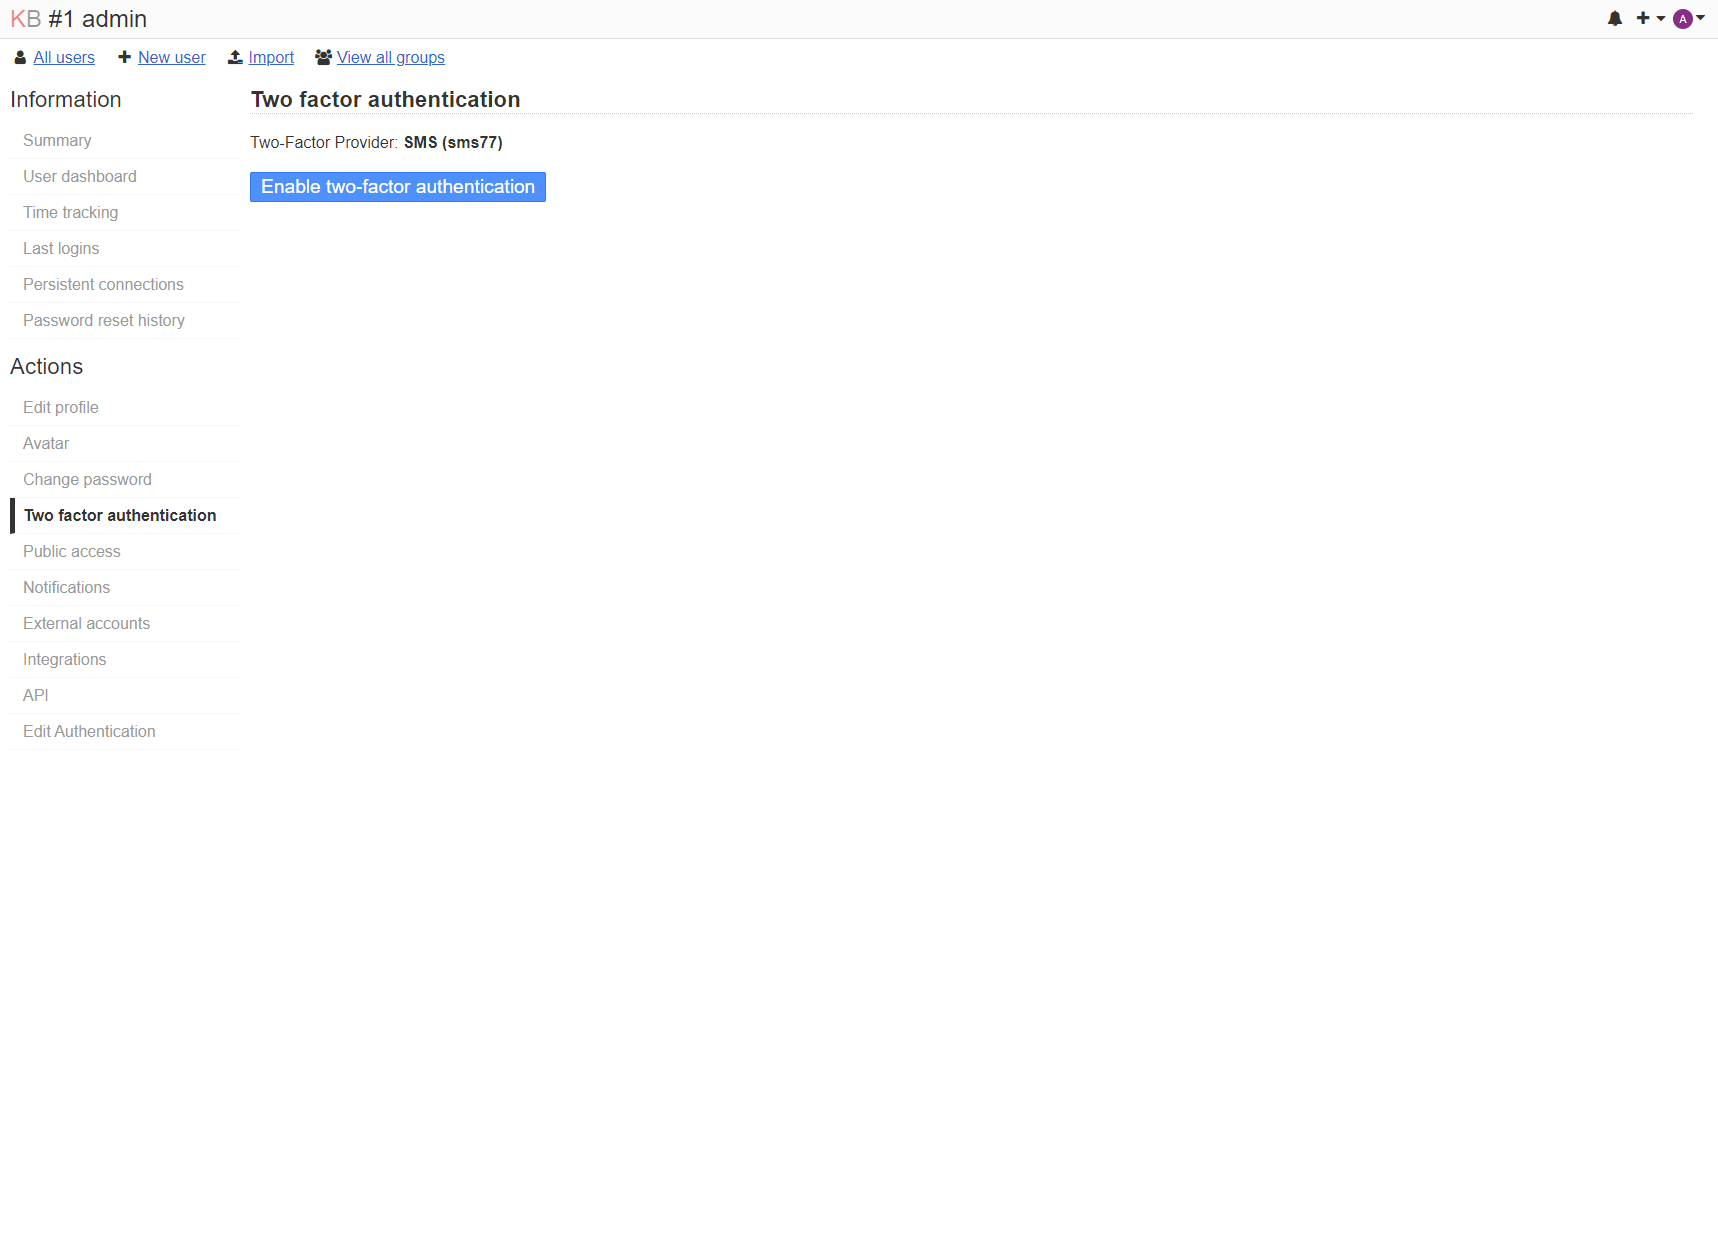 KB #1 admin
A
All users New user Import View all groups
Information
Summary
User dashboard
Time tracking
Last logins
Persistent connections
Password reset history
Actions
Edit profile
Avatar
Change password
Two factor authentication
Public access
Notifications
External accounts
Integrations
API
Edit Authentication
Two factor authentication
Two-Factor Provider: SMS (sms77)
Enable two-factor authentication